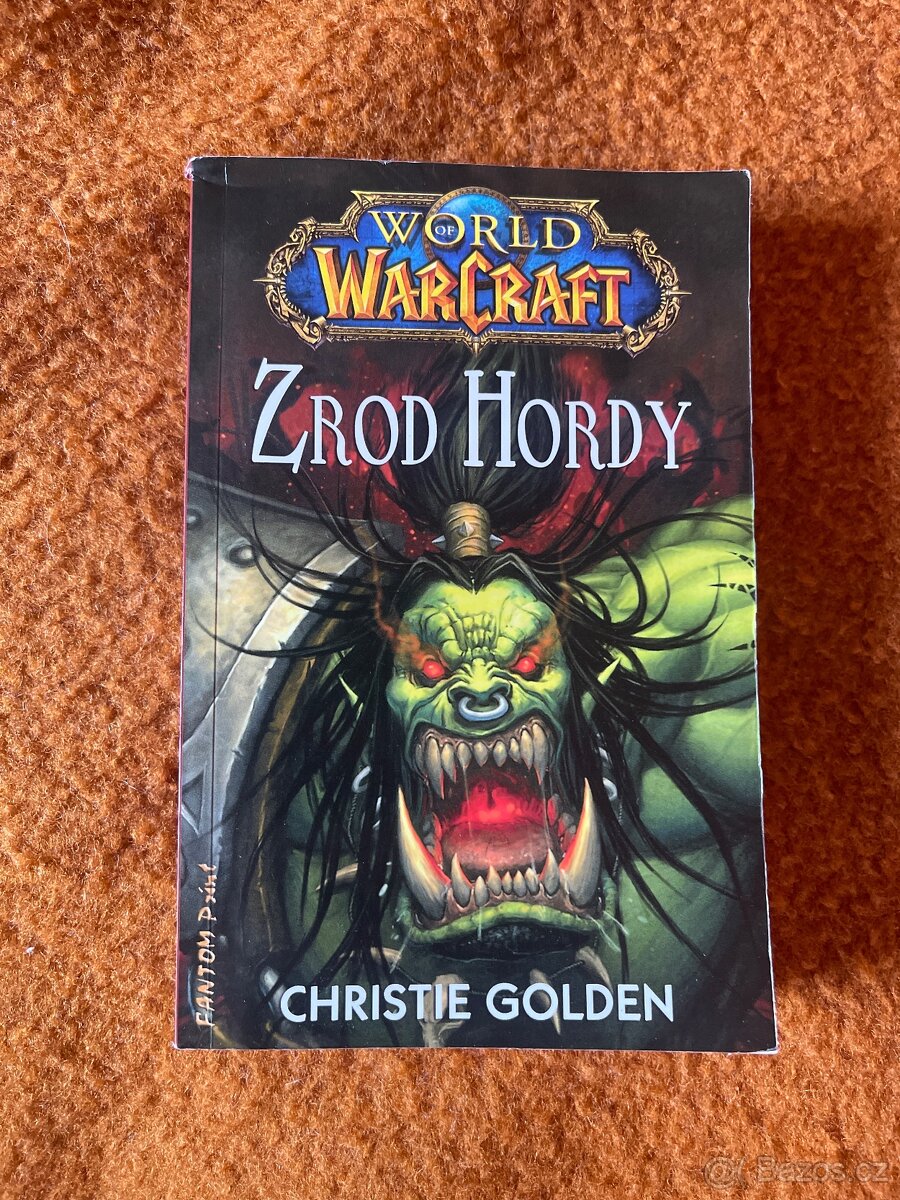 WORLD
OF
WARCRAFT
ZROD HORDY
FANTOM Print
CHRISTIE GOLDEN
Bazos.cz